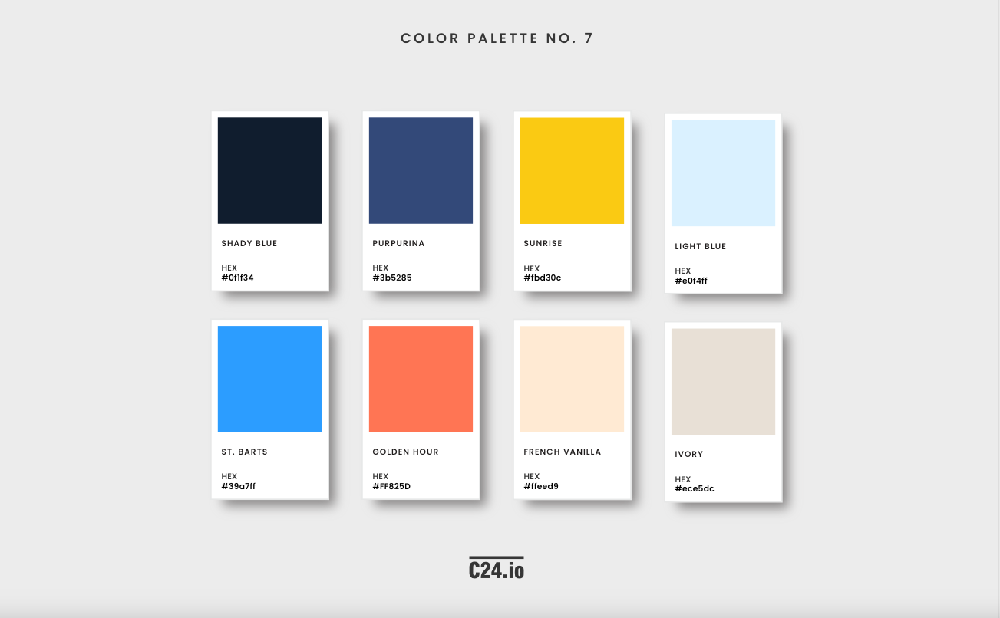 COLOR PALETTE NO. 7
SHADY BLUE
HEX
#0f1f34
PURPURINA
HEX
#3b5285
SUNRISE
HEX
#fbd30c
LIGHT BLUE
HEX
#e0f4ff
ST. BARTS
HEX
#39a7ff
GOLDEN HOUR
HEX
#FF825D
FRENCH VANILLA
HEX
#ffeed9
IVORY
HEX
#ece5dc
C24.io